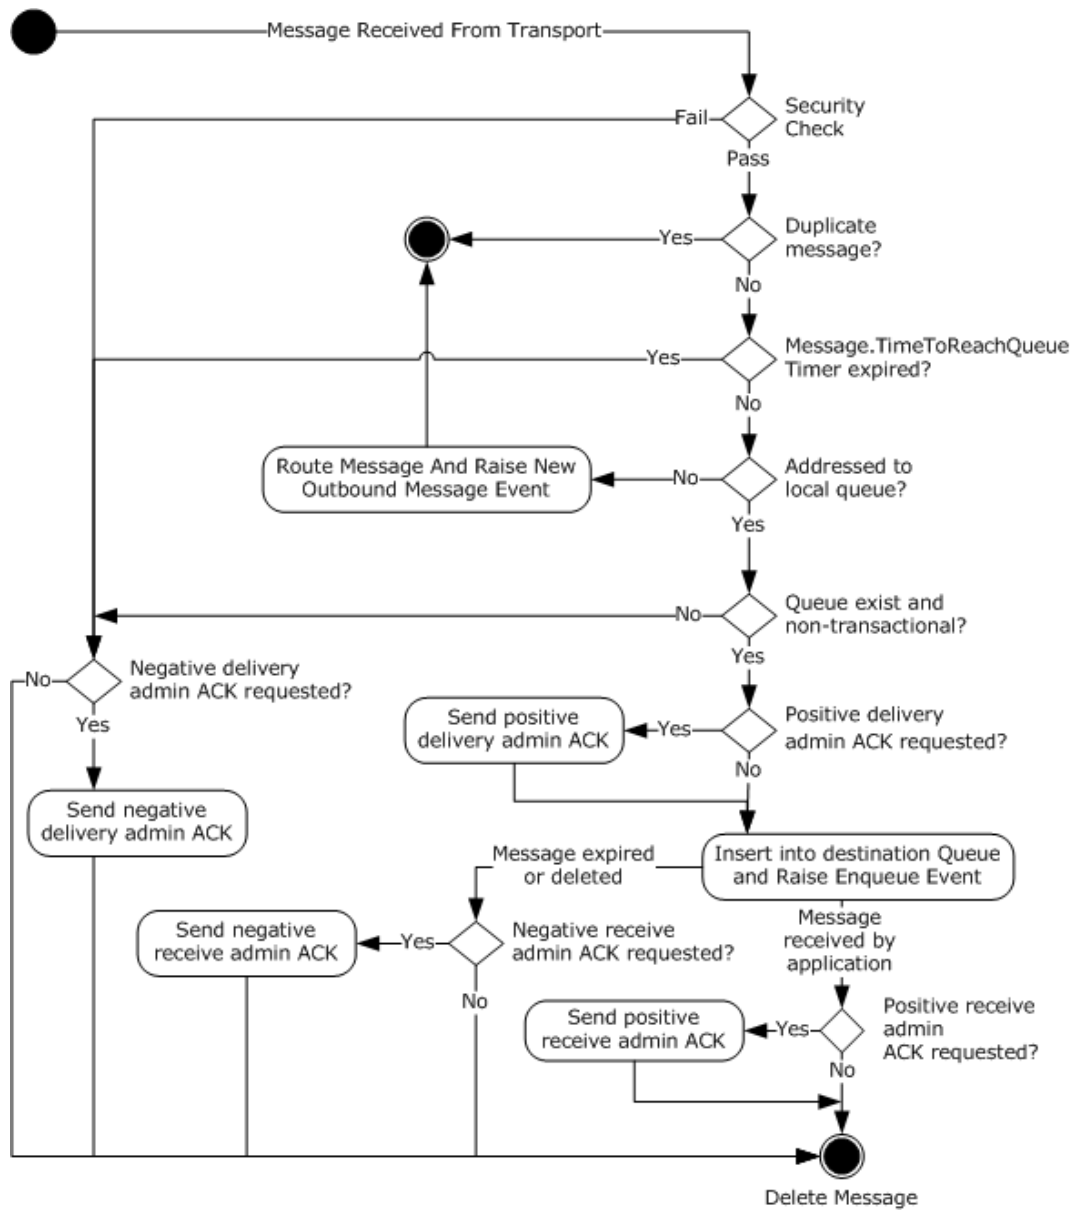 Message Received From Transport
Security
Check
Fail
Pass
Duplicate
message?
Yes
No
Message.TimeToReachQueue
Timer expired?
Yes
No
Addressed to
local queue?
No
Route Message And Raise New
Outbound Message Event
Yes
Queue exist and
non-transactional?
No
Yes
Negative delivery
admin ACK requested?
No
Yes
Send positive
delivery admin ACK
Yes
Positive delivery
admin ACK requested?
No
Send negative
delivery admin ACK
Message expired
or deleted
Insert into destination Queue
and Raise Enqueue Event
Send negative
receive admin ACK
Yes
Negative receive
admin ACK requested?
No
Message
received by
application
Send positive
receive admin ACK
Yes
Positive receive
admin
ACK requested?
No
Delete Message